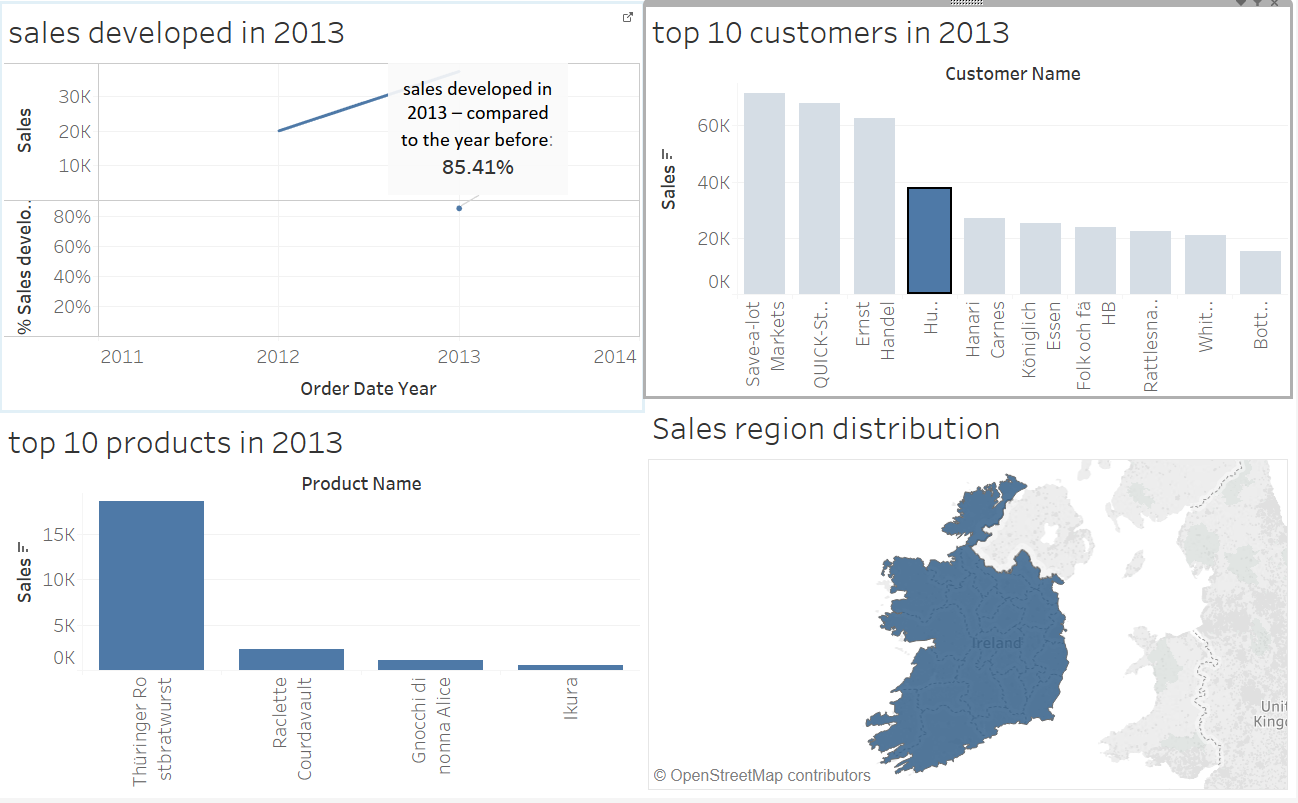 sales developed in 2013
Sales
30K
20K
10K
sales developed in
2013 – compared
to the year before:
85.41%
% Sales develo..
80%
60%
40%
20%
2011
2012
2013
2014
Order Date Year
top 10 customers in 2013
Customer Name
Sales
60K
40K
20K
0K
Save-a-lot
Markets
QUICK-St..
Ernst
Handel
Hu..
Hanari
Carnes
Königlich
Essen
Folk och fä
HB
Rattlesna..
Whit..
Bott..
top 10 products in 2013
Product Name
Sales
15K
10K
5K
0K
Thüringer Ro
stbratwurst
Raclette
Courdavault
Gnocchi di
nonna Alice
Ikura
Sales region distribution
Ireland
Unit
Kingd
© OpenStreetMap contributors